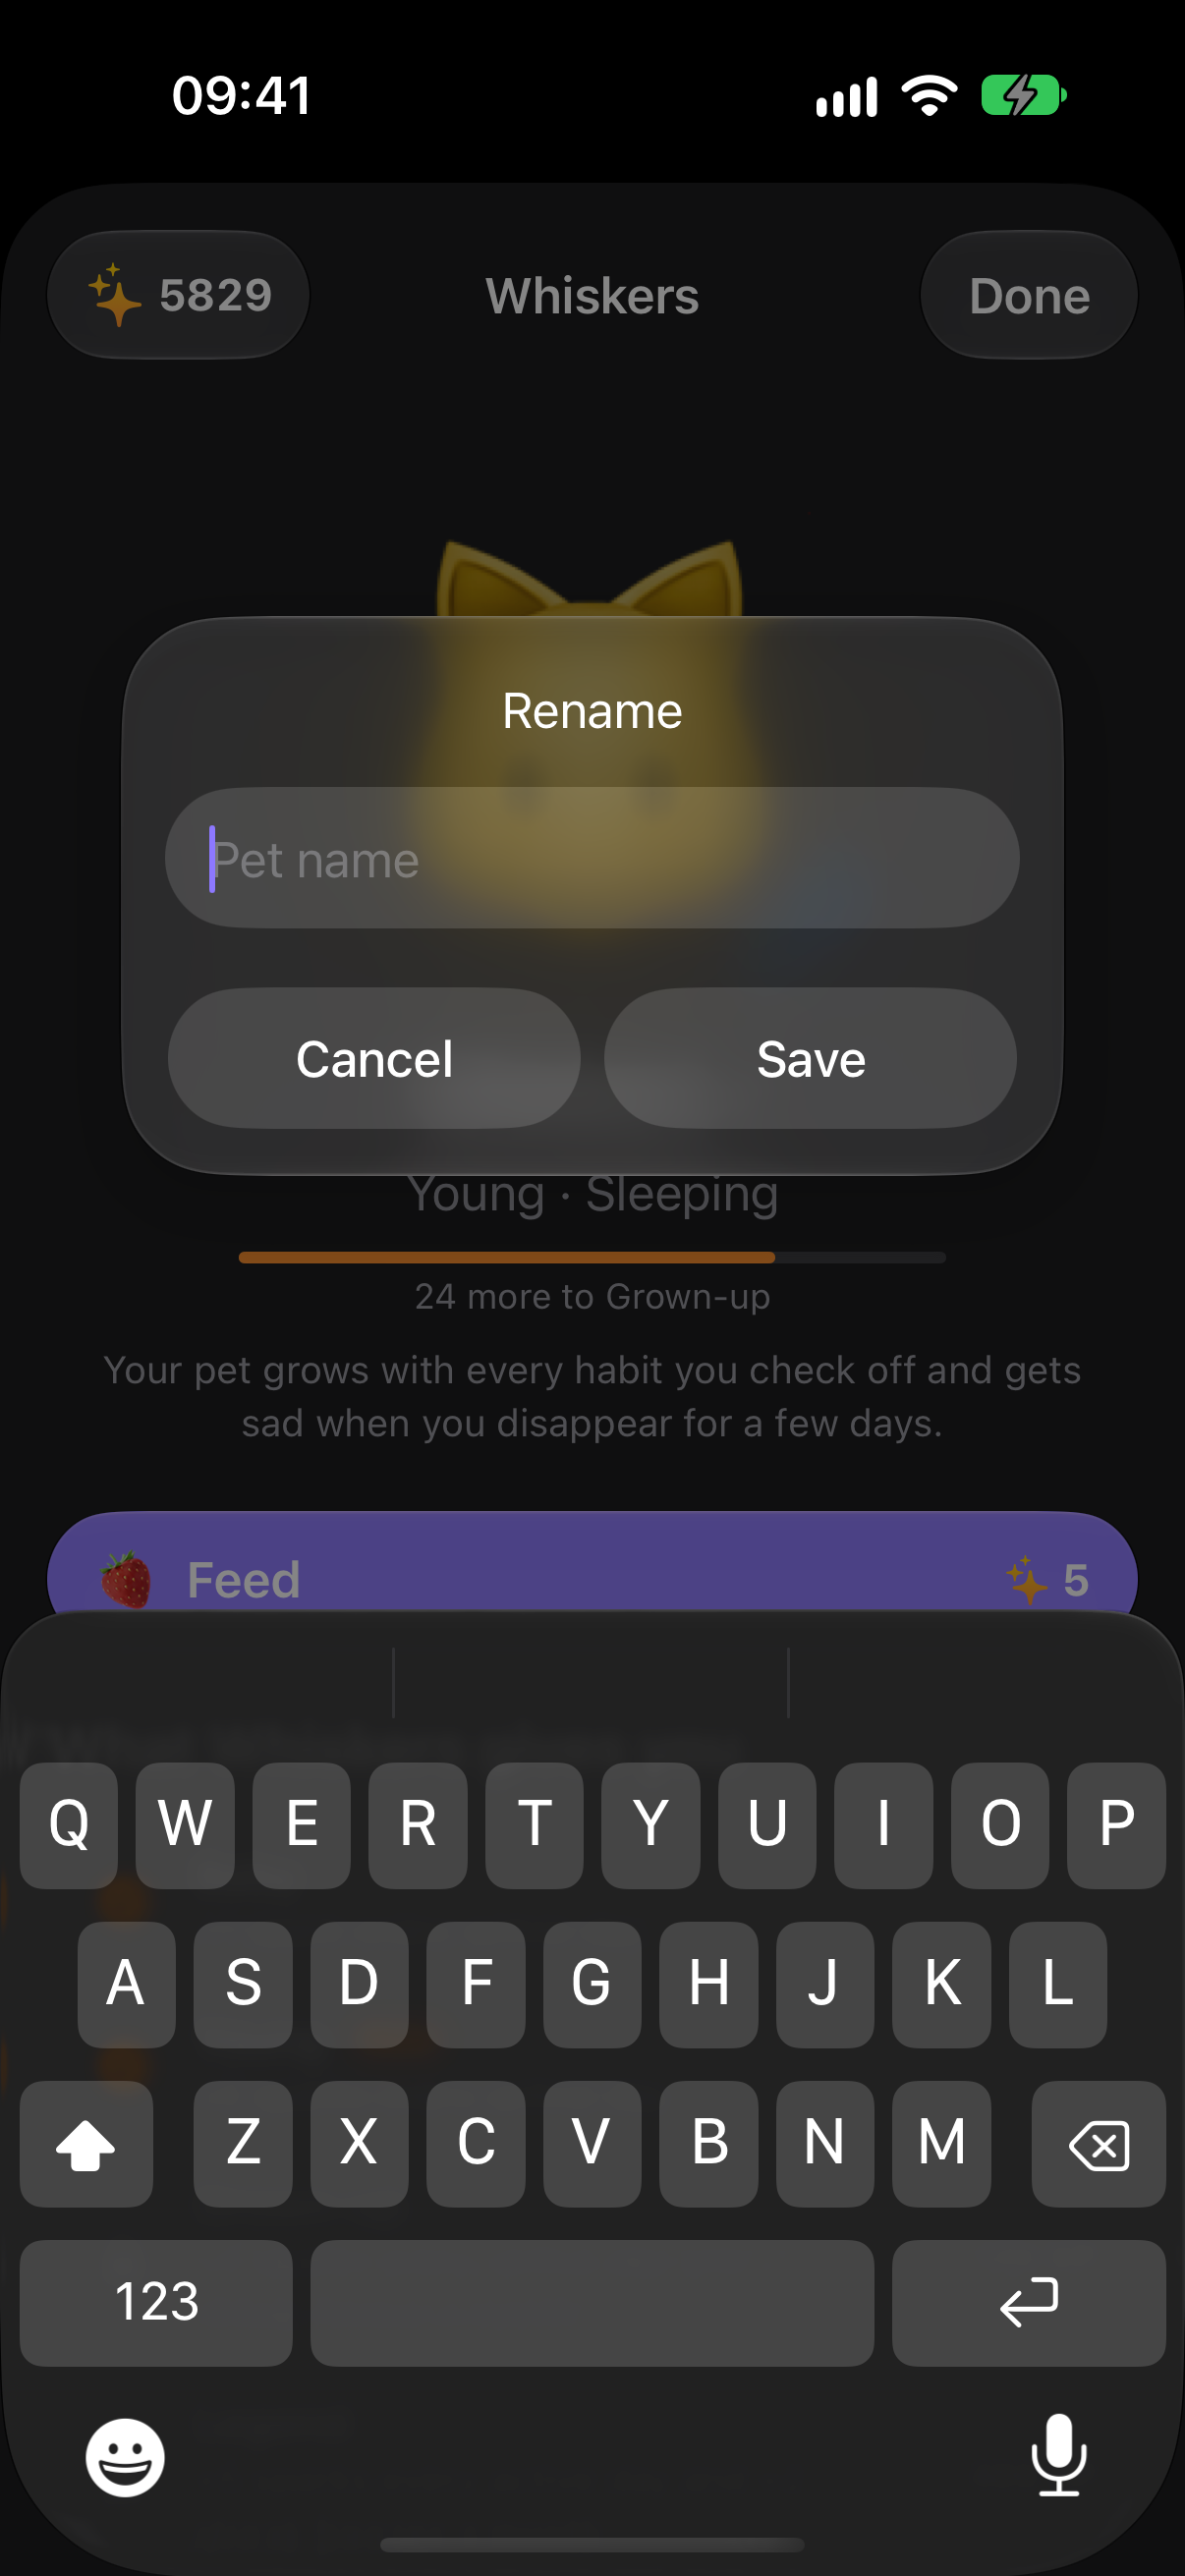 09:41
5829
Whiskers
Done
Rename
Pet name
Cancel
Save
Young · Sleeping
24 more to Grown-up
Your pet grows with every habit you check off and gets
sad when you disappear for a few days.
Feed
5
Q W E R T Y U I O P
A S D F G H J K L
Z X C V B N M
123